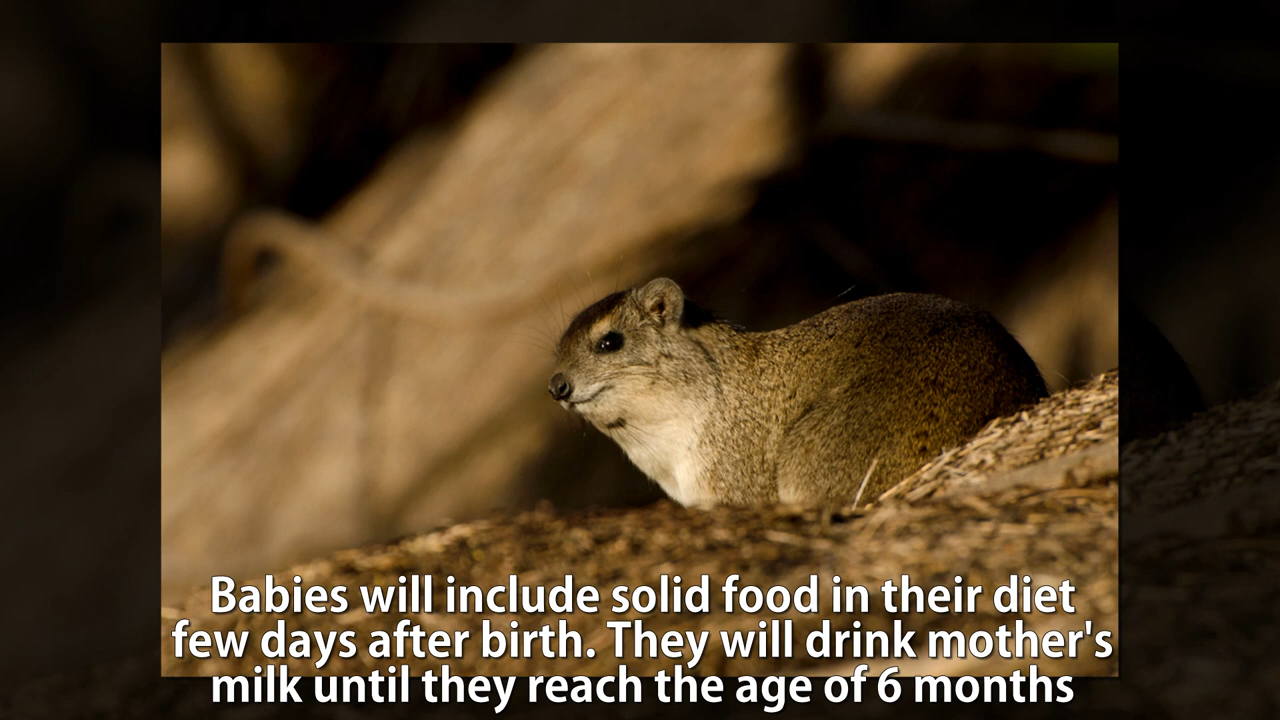 Babies will include solid food in their diet
few days after birth. They will drink mother's
milk until they reach the age of 6 months